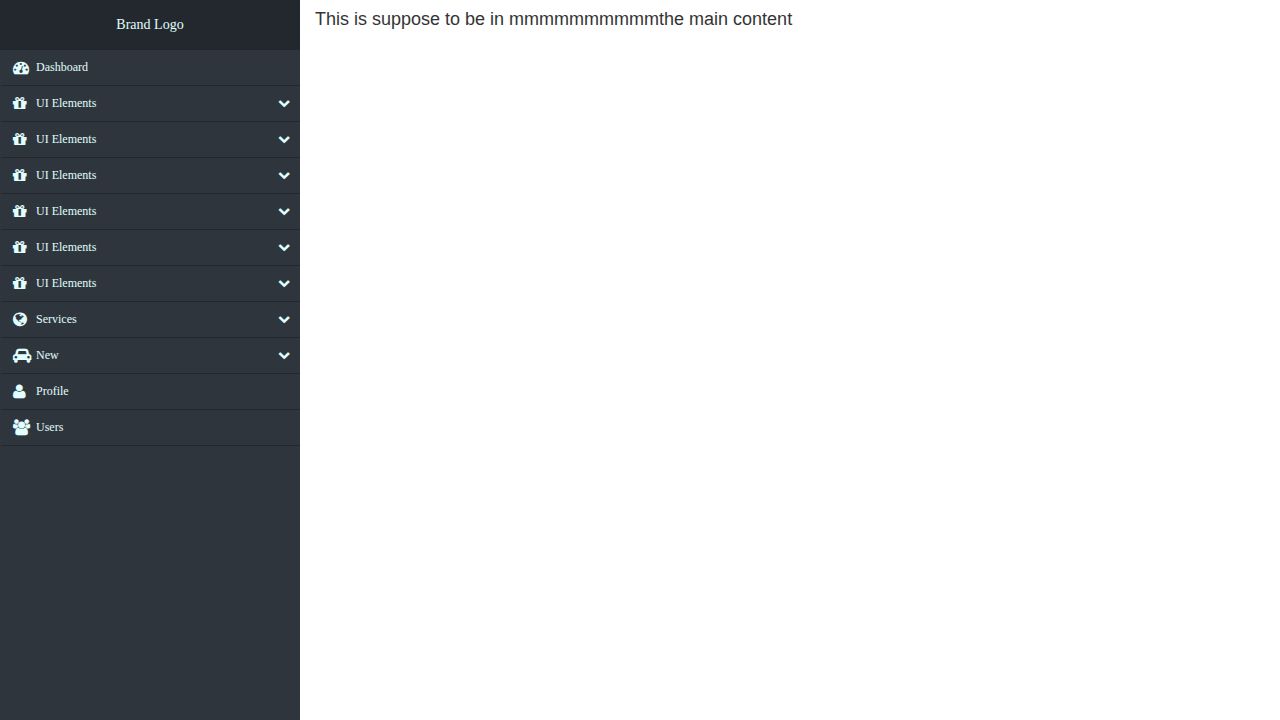 Brand Logo
This is suppose to be in mmmmmmmmmmthe main content
Dashboard
UI Elements
UI Elements
UI Elements
UI Elements
UI Elements
UI Elements
Services
New
Profile
Users